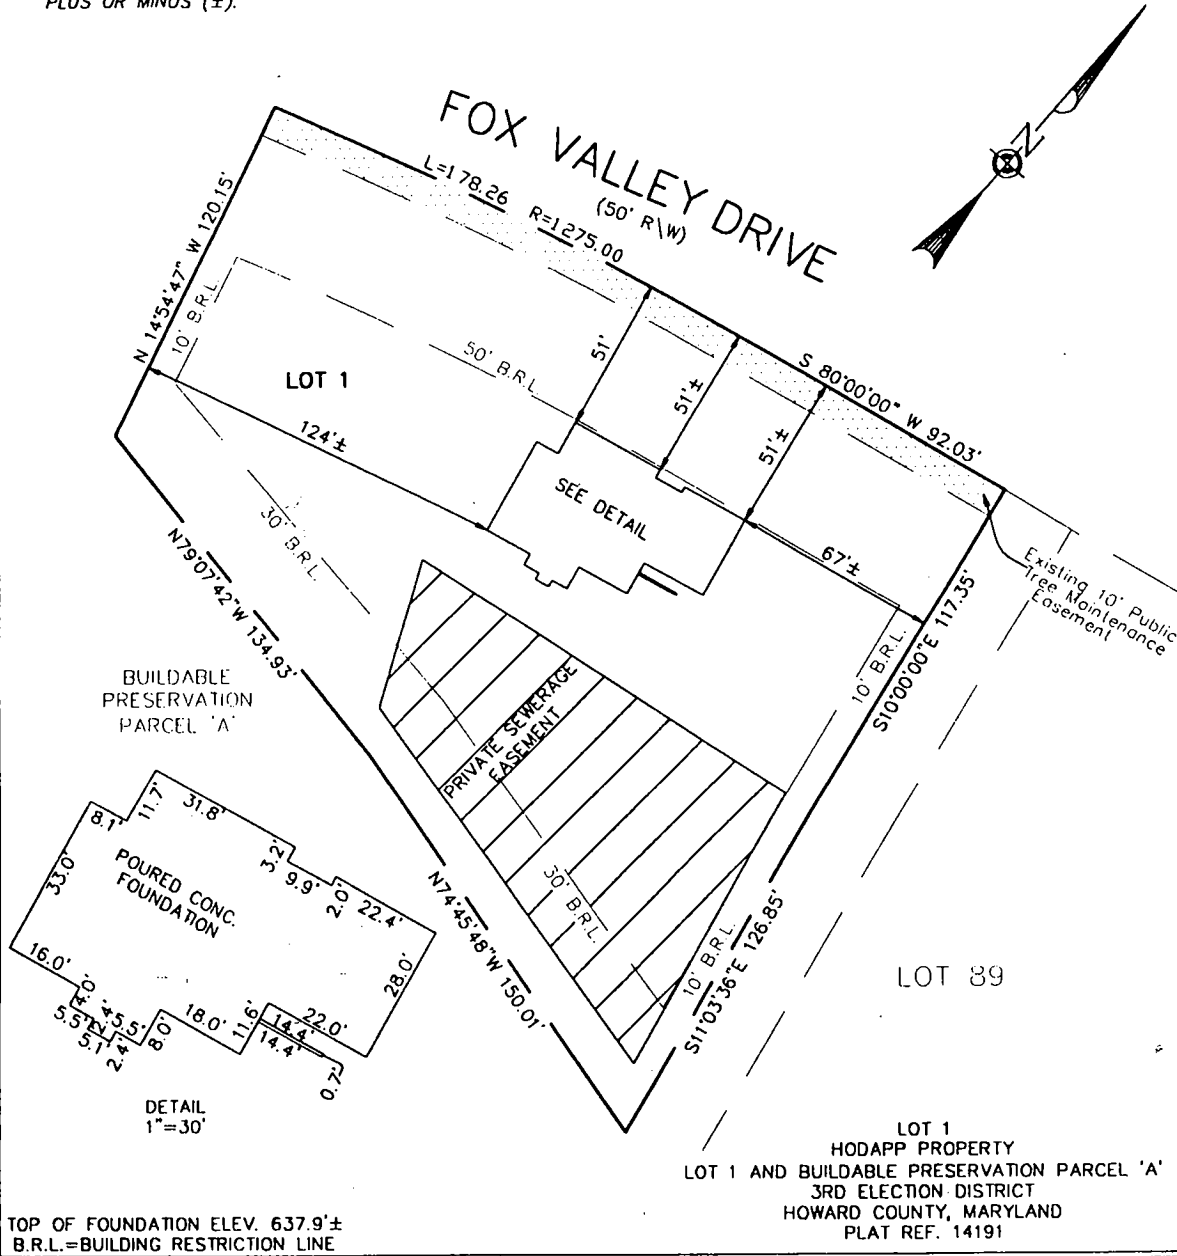 PLUS OR MINUS (±).
FOX VALLEY DRIVE
(50' R\W)
L=178.26 R=1275.00
N
N 14°54'47" W 120.15'
10' B.R.L.
50' B.R.L.
LOT 1
124'±
51'
51'±
51'±
S 80°00'00" W 92.03'
SEE DETAIL
67'±
Existing 10' Public
Tree Maintenance
Easement
30' B.R.L.
N79°07'42"W 134.93'
10' B.R.L.
S10°00'00"E 117.35'
BUILDABLE
PRESERVATION
PARCEL 'A'
PRIVATE SEWERAGE
EASEMENT
30' B.R.L.
N74°45'48"W 150.01'
10' B.R.L.
S11°03'36"E 126.85'
LOT 89
8.1'
11.7'
31.8'
3.2'
9.9'
2.0'
22.4'
33.0'
POURED CONC.
FOUNDATION
28.0'
16.0'
4.0'
5.5'
2.4'
5.1'
5.5'
2.4'
8.0'
18.0'
11.6'
22.0'
14.4'
14.4'
0.7'
DETAIL
1"=30'
LOT 1
HODAPP PROPERTY
LOT 1 AND BUILDABLE PRESERVATION PARCEL 'A'
3RD ELECTION DISTRICT
HOWARD COUNTY, MARYLAND
PLAT REF. 14191
TOP OF FOUNDATION ELEV. 637.9'±
B.R.L.=BUILDING RESTRICTION LINE